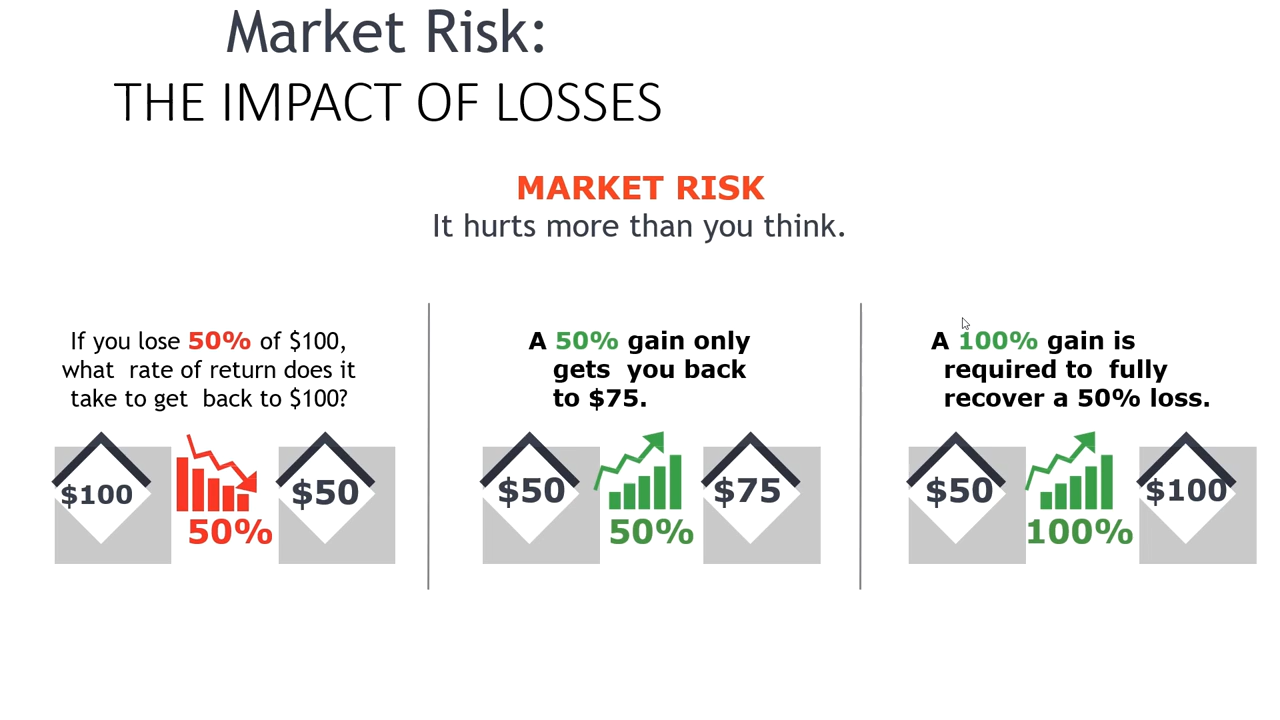 Market Risk:
THE IMPACT OF LOSSES
MARKET RISK
It hurts more than you think.
If you lose 50% of $100,
what rate of return does it
take to get back to $100?
$100
50%
$50
A 50% gain only
gets you back
to $75.
$50
50%
$75
A 100% gain is
required to fully
recover a 50% loss.
$50
100%
$100